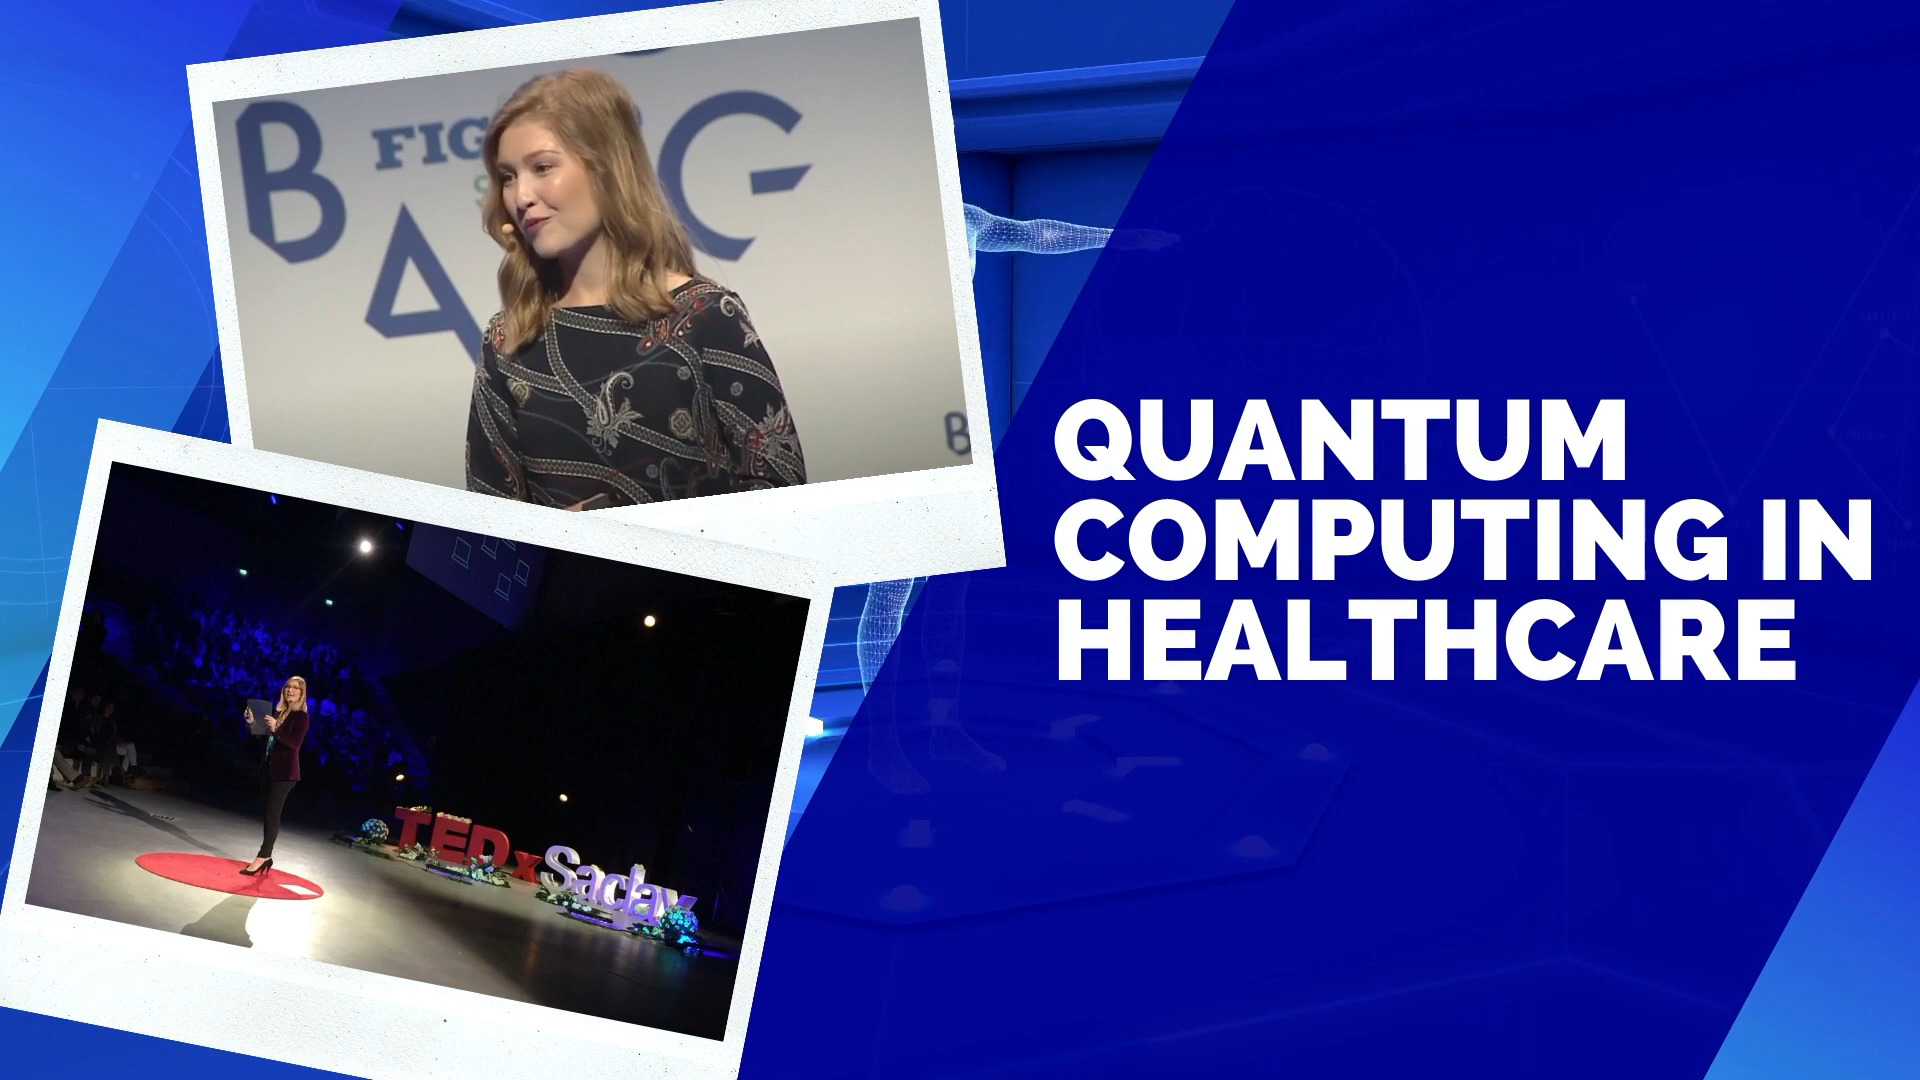 B FIG G
A
B
TEDxSaclay
QUANTUM
COMPUTING IN
HEALTHCARE